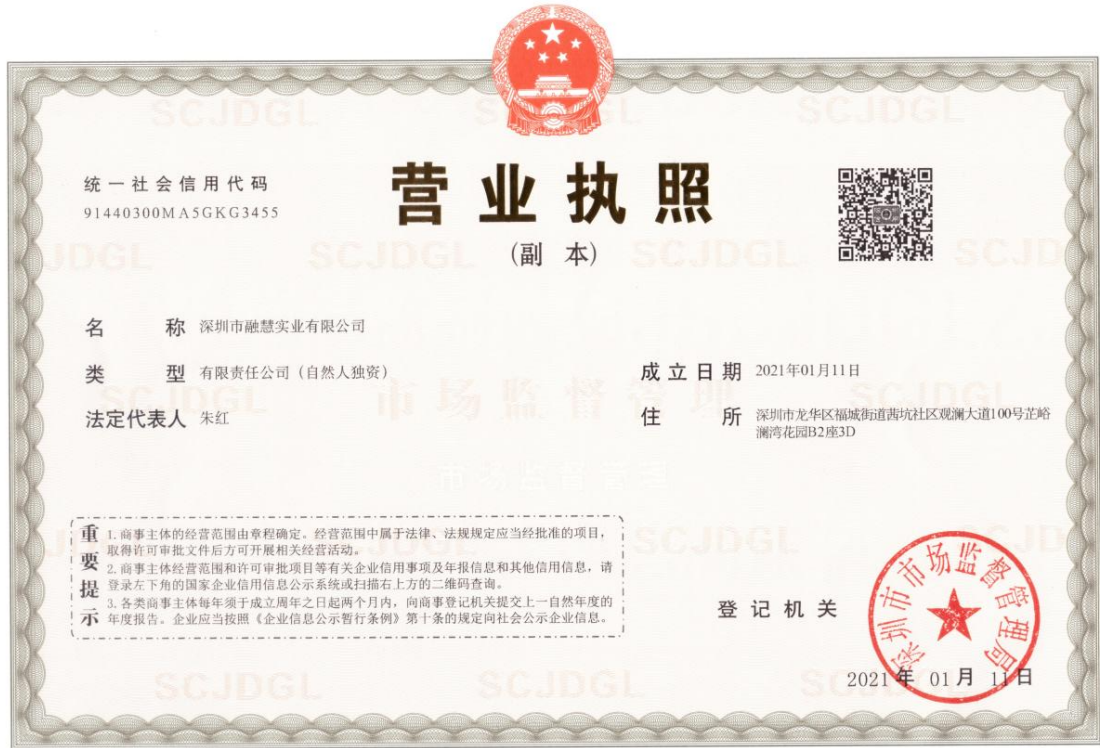 统一社会信用代码
91440300MA5GKG3455
营业执照
(副 本)
名 称 深圳市融慧实业有限公司
类 型 有限责任公司（自然人独资）
法定代表人 朱红
成立日期 2021年01月11日
住 所 深圳市龙华区福城街道茜坑社区观澜大道100号芷峪
澜湾花园B2座3D
重要提示
1.商事主体的经营范围由章程确定。经营范围中属于法律、法规规定应当经批准的项目，
取得许可审批文件后方可开展相关经营活动。
2.商事主体经营范围和许可审批项目等有关企业信用事项及年报信息和其他信用信息，请
登录左下角的国家企业信用信息公示系统或扫描右上方的二维码查询。
3.各类商事主体每年须于成立周年之日起两个月内，向商事登记机关提交上一自然年度的
年度报告。企业应当按照《企业信息公示暂行条例》第十条的规定向社会公示企业信息。
登记机关
深圳市市场监督管理局
2021年 01月 11日
SCJDGL
市场监督管理